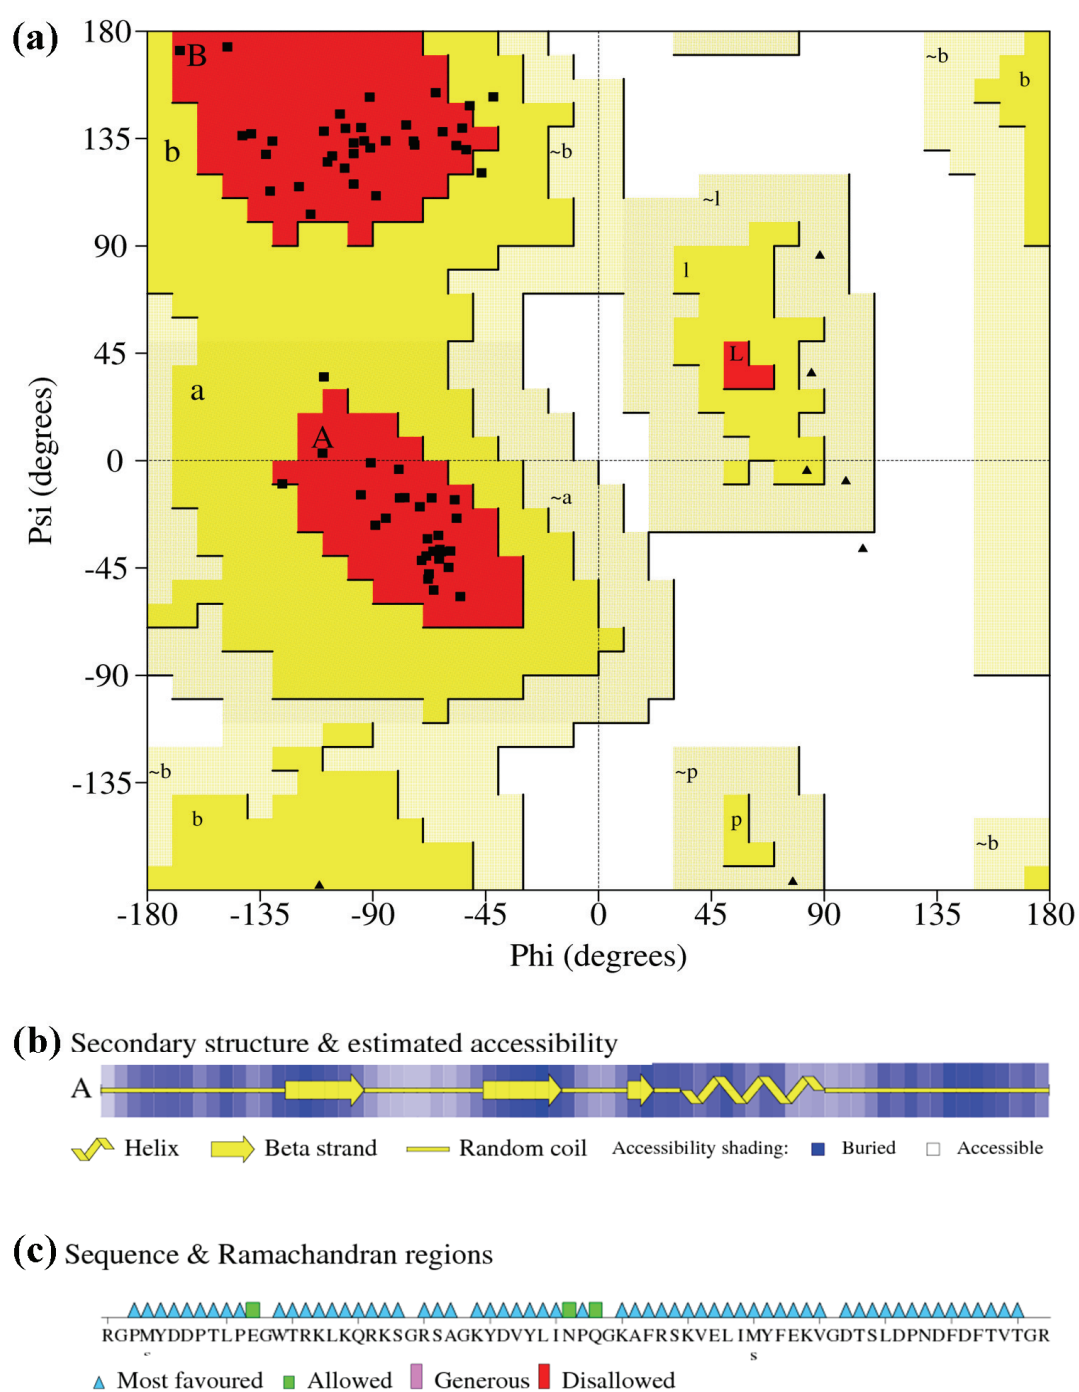 (a)
180
135
90
45
0
-45
-90
-135
Psi (degrees)
B
b
a
A
~b
b
~b
~l
l
L
~a
~b
b
~p
p
~b
-180 -135 -90 -45 0 45 90 135 180
Phi (degrees)
(b) Secondary structure & estimated accessibility
A
Helix Beta strand Random coil Accessibility shading: Buried Accessible
(c) Sequence & Ramachandran regions
RGPMYDDPTLPEGWTRKLKQRKSGRSAGKYDVYLINPQGKAFRSKVELIMYFEKVGDTSLDPNDFDFTVTGR
s s
Most favoured Allowed Generous Disallowed